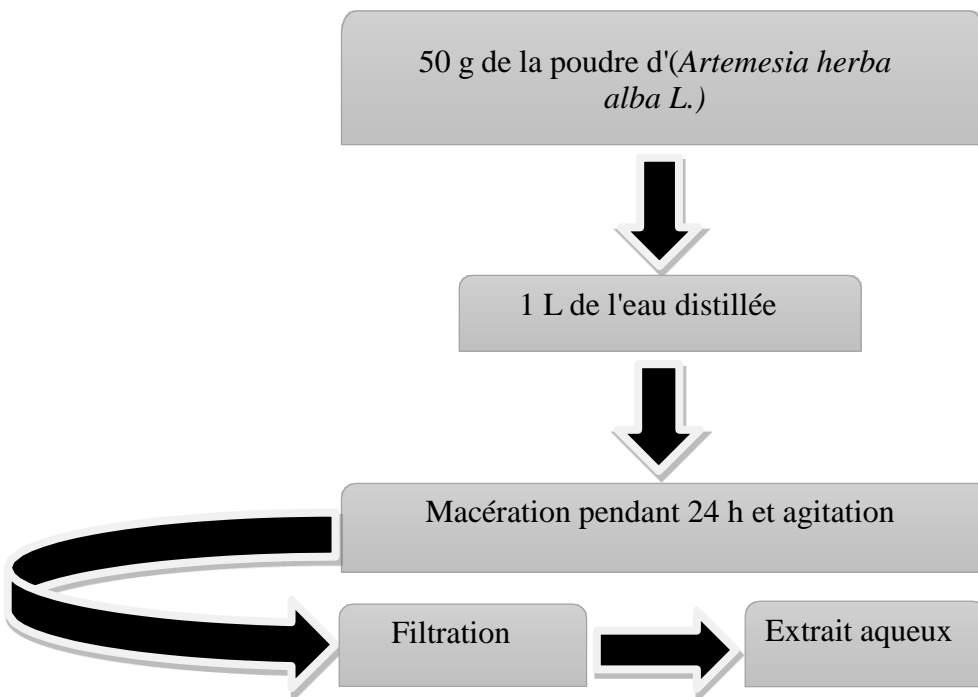 50 g de la poudre d'(Artemesia herba
alba L.)
1 L de l'eau distillée
Macération pendant 24 h et agitation
Filtration
Extrait aqueux